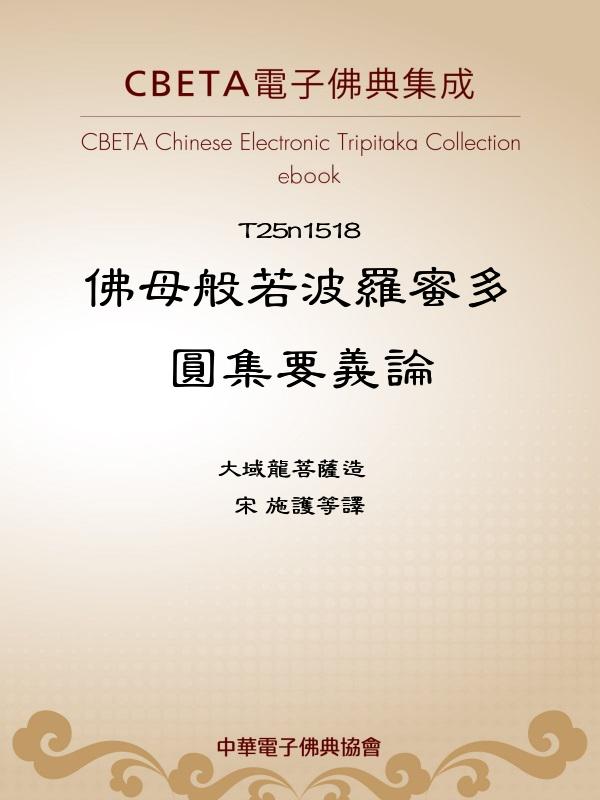 CBETA電子佛典集成
CBETA Chinese Electronic Tripitaka Collection
ebook
T25n1518
佛母般若波羅蜜多
圓集要義論
大域龍菩薩造
宋 施護等譯
中華電子佛典協會